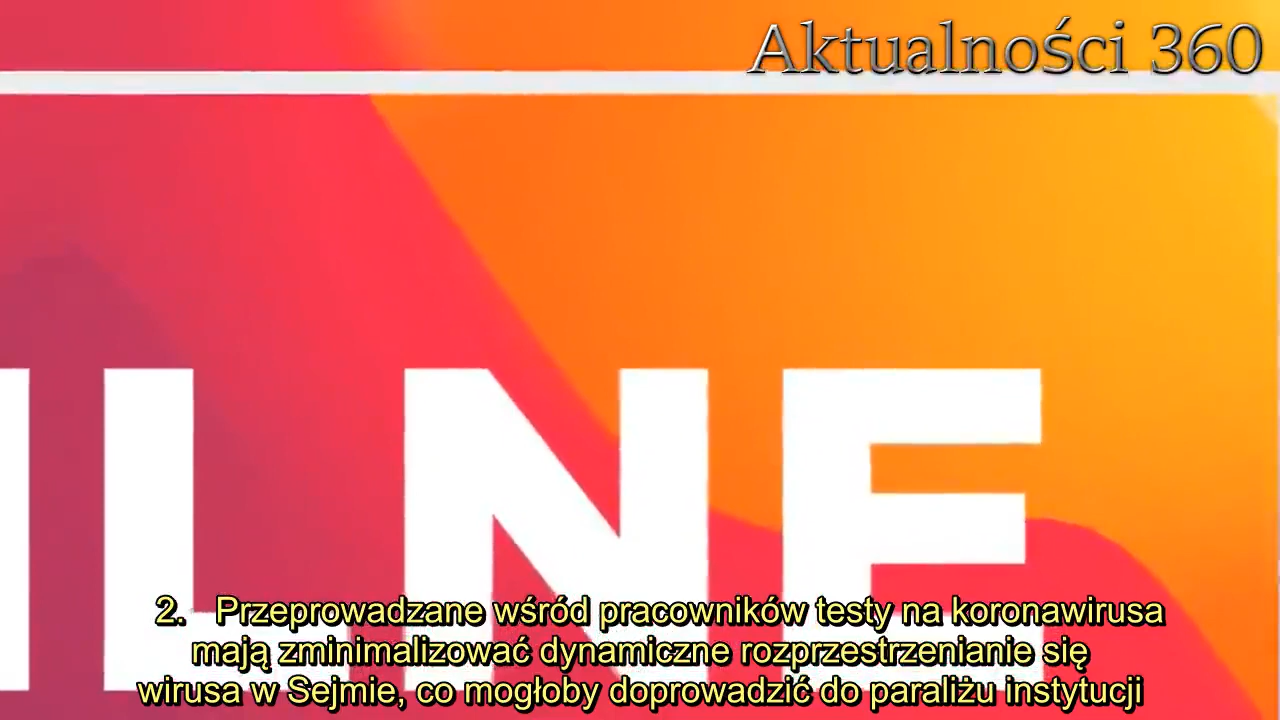 Aktualności 360
ILNE
2. Przeprowadzane wśród pracowników testy na koronawirusa
mają zminimalizować dynamiczne rozprzestrzenianie się
wirusa w Sejmie, co mogłoby doprowadzić do paraliżu instytucji